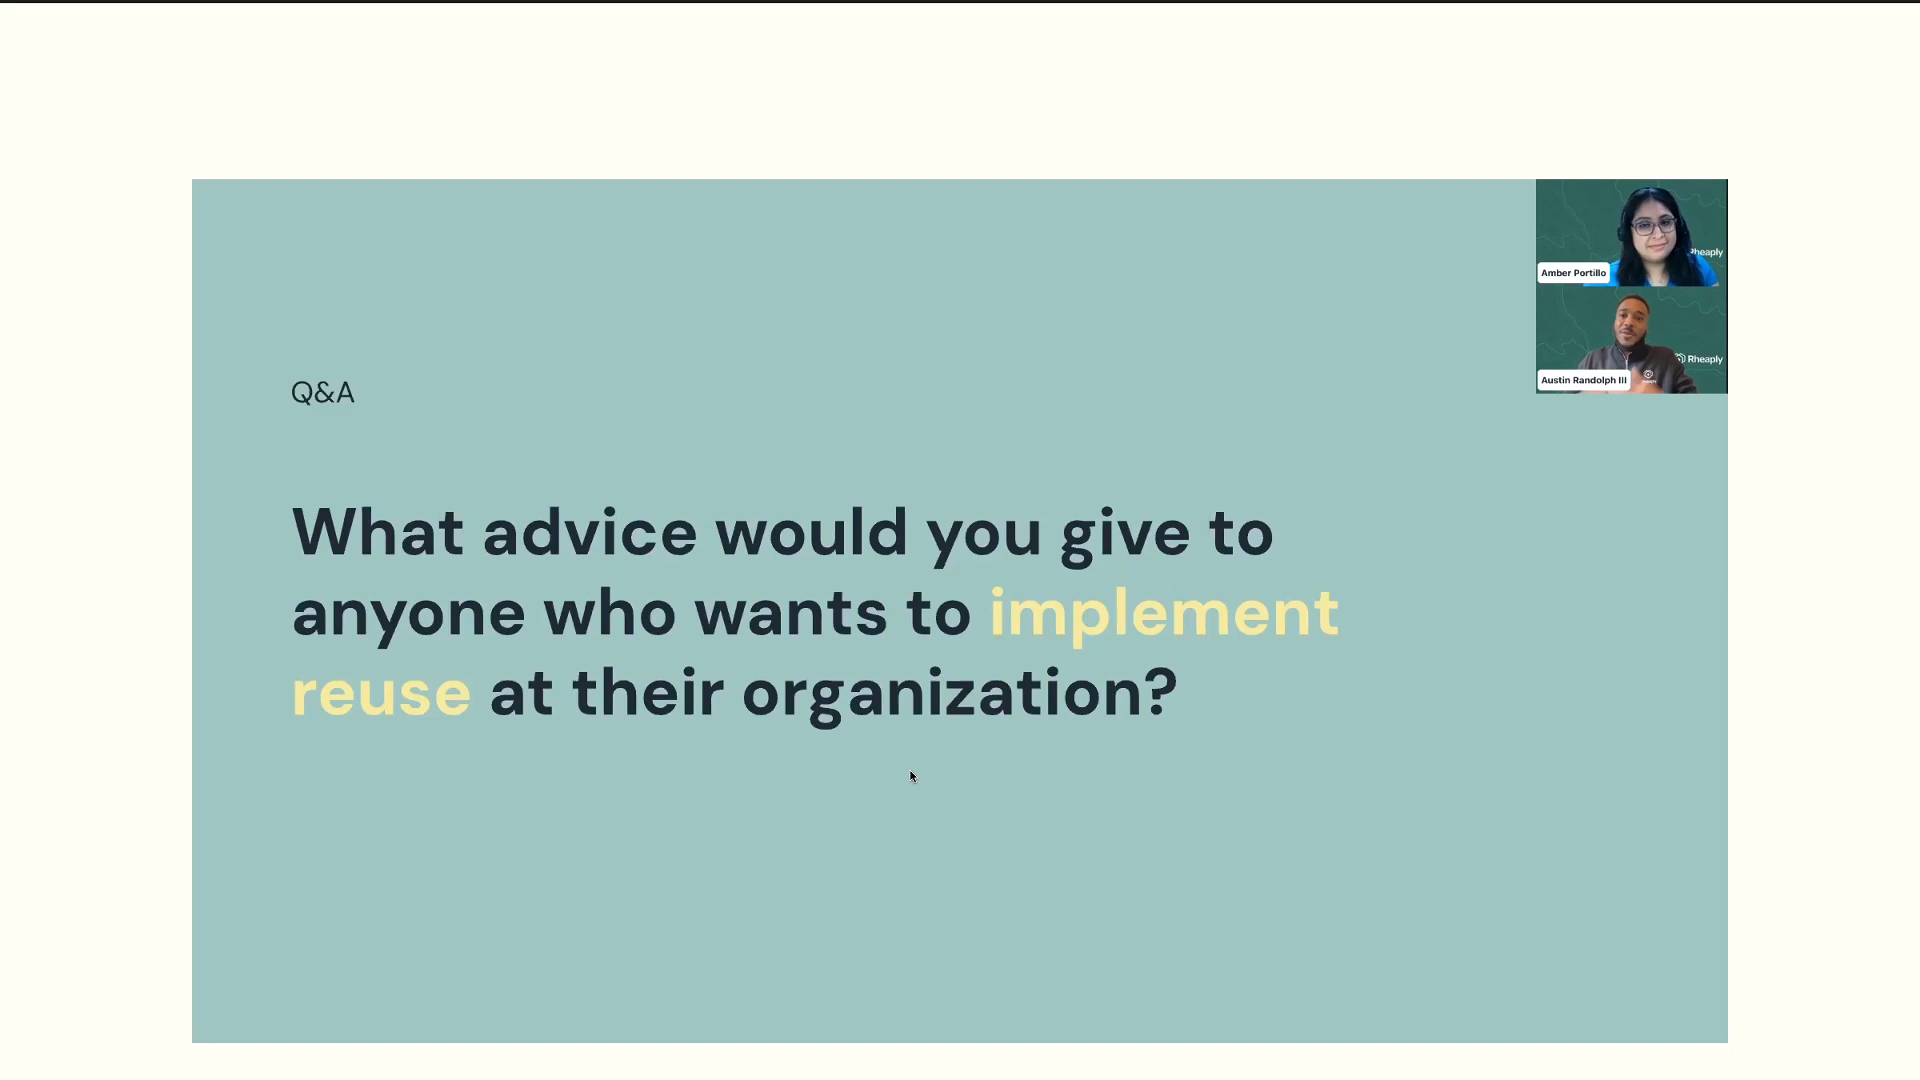 Rheaply
Amber Portillo
Rheaply
Austin Randolph III
Q&A
What advice would you give to
anyone who wants to implement
reuse at their organization?